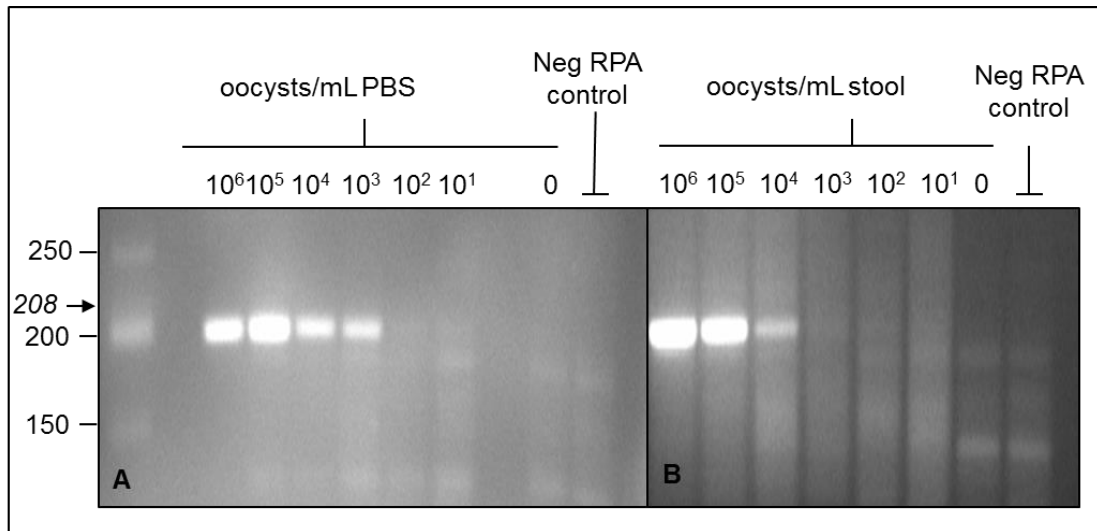 oocysts/mL PBS
Neg RPA
control
oocysts/mL stool
Neg RPA
control
10⁶ 10⁵ 10⁴ 10³ 10² 10¹ 0
10⁶ 10⁵ 10⁴ 10³ 10² 10¹ 0
250
208
200
150
A
B